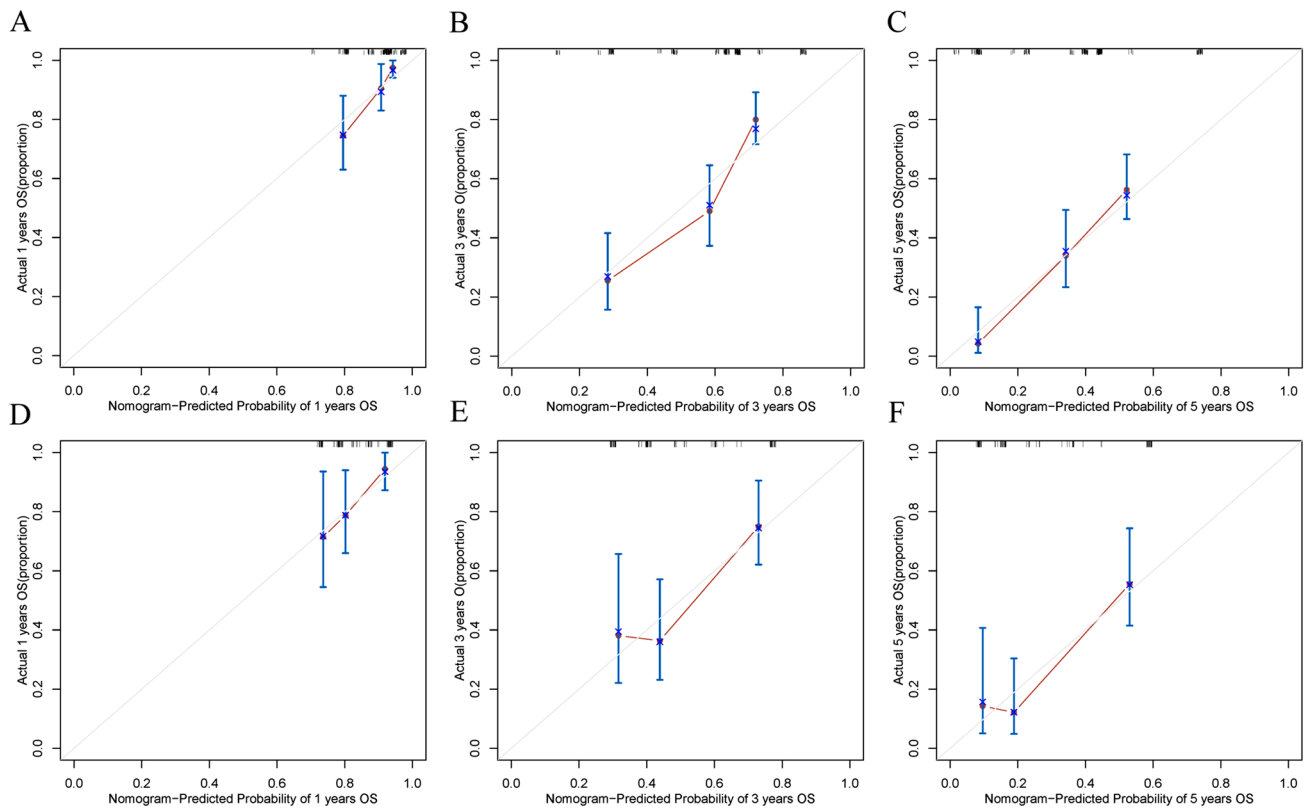 A
Actual 1 years OS(proportion)
1.0
0.8
0.6
0.4
0.2
0.0
0.0 0.2 0.4 0.6 0.8 1.0
Nomogram−Predicted Probability of 1 years OS
B
Actual 3 years O(proportion)
1.0
0.8
0.6
0.4
0.2
0.0
0.0 0.2 0.4 0.6 0.8 1.0
Nomogram−Predicted Probability of 3 years OS
C
Actual 5 years OS(proportion)
1.0
0.8
0.6
0.4
0.2
0.0
0.0 0.2 0.4 0.6 0.8 1.0
Nomogram−Predicted Probability of 5 years OS
D
Actual 1 years OS(proportion)
1.0
0.8
0.6
0.4
0.2
0.0
0.0 0.2 0.4 0.6 0.8 1.0
Nomogram−Predicted Probability of 1 years OS
E
Actual 3 years O(proportion)
1.0
0.8
0.6
0.4
0.2
0.0
0.0 0.2 0.4 0.6 0.8 1.0
Nomogram−Predicted Probability of 3 years OS
F
Actual 5 years OS(proportion)
1.0
0.8
0.6
0.4
0.2
0.0
0.0 0.2 0.4 0.6 0.8 1.0
Nomogram−Predicted Probability of 5 years OS